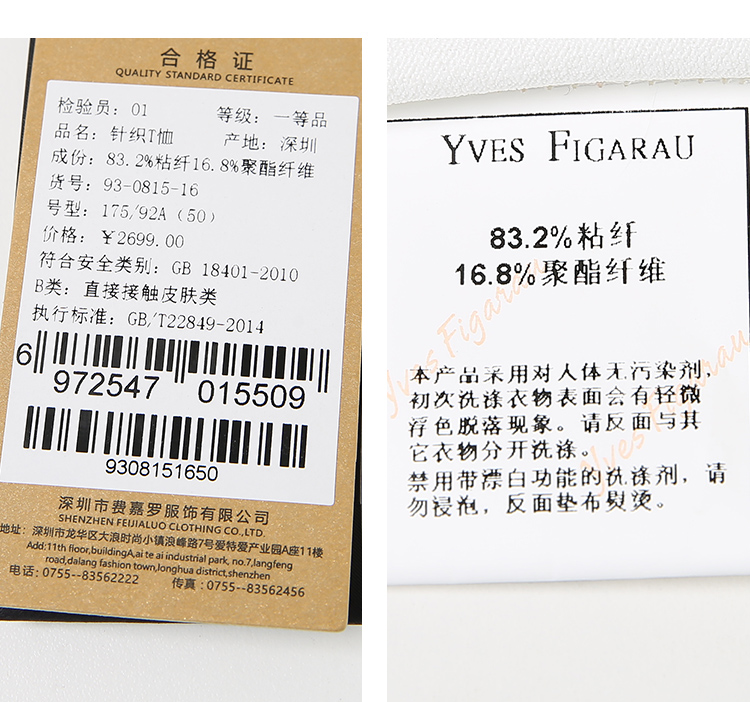 合格证
QUALITY STANDARD CERTIFICATE
检验员：01 等级：一等品
品名：针织T恤 产地：深圳
成份：83.2%粘纤16.8%聚酯纤维
货号：93-0815-16
号型：175/92A（50）
价格：￥2699.00
符合安全类别：GB 18401-2010
B类：直接接触皮肤类
执行标准：GB/T22849-2014
6 972547 015509
9308151650
深圳市费嘉罗服饰有限公司
SHENZHEN FEIJIALUO CLOTHING CO.,LTD.
地址：深圳市龙华区大浪时尚小镇浪峰路7号爱特爱产业园A座11楼
Add:11th floor,buildingA,ai te ai industrial park, no.7,langfeng
road,dalang fashion town,longhua district,shenzhen
电话：0755--83562222 传真：0755--83562456
YVES FIGARAU
83.2%粘纤
16.8%聚酯纤维
Yves Figarau
本产品采用对人体无污染剂，
初次洗涤衣物表面会有轻微
浮色脱落现象。请反面与其
它衣物分开洗涤。
Yves Figarau
禁用带漂白功能的洗涤剂，请
勿浸泡，反面垫布熨烫。